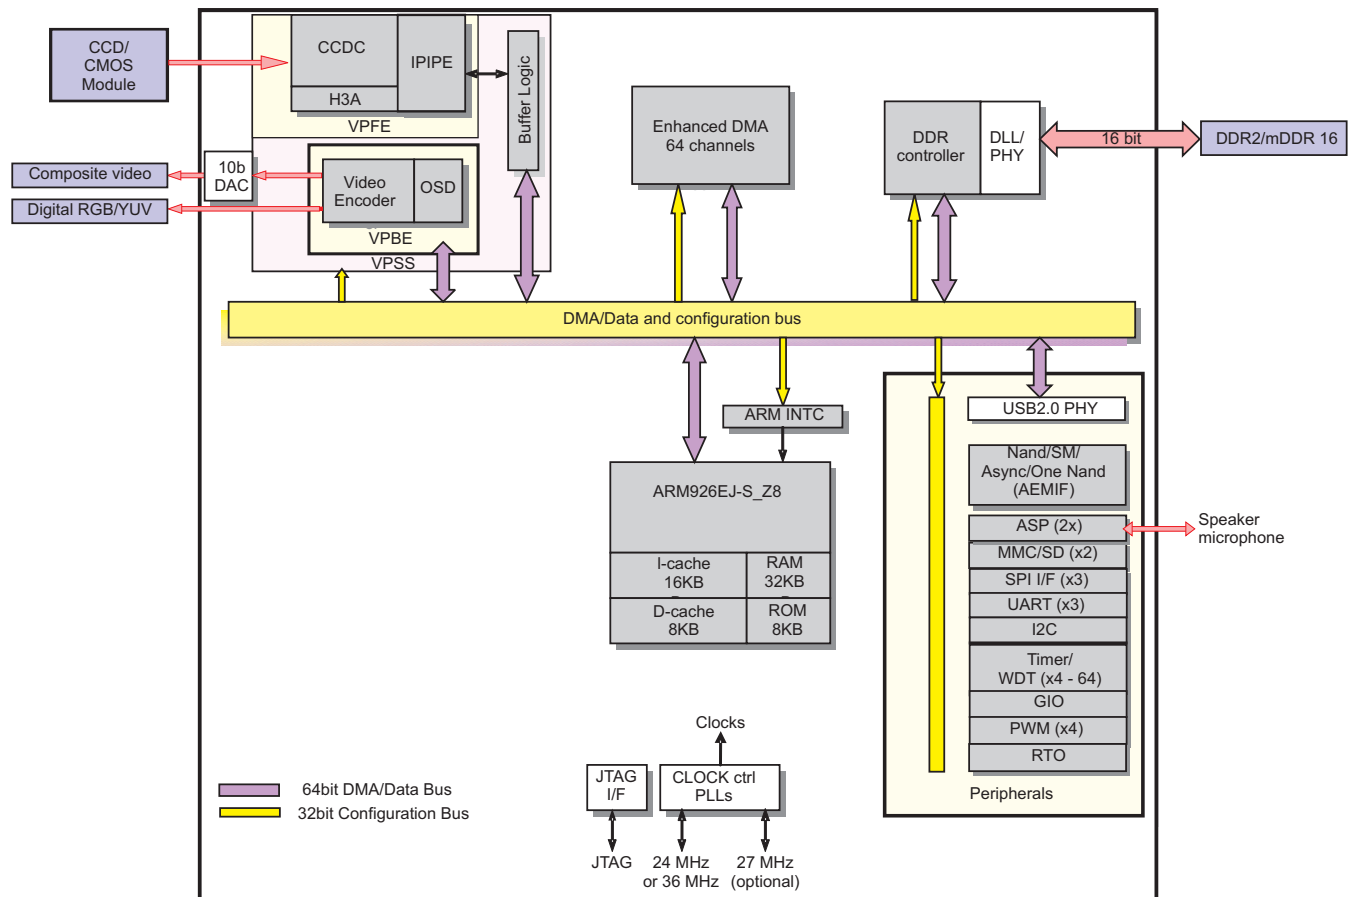 CCD/
CMOS
Module
CCDC
IPIPE
H3A
VPFE
Buffer Logic
Enhanced DMA
64 channels
DDR
controller
DLL/
PHY
16 bit
DDR2/mDDR 16
Composite video
10b
DAC
Digital RGB/YUV
Video
Encoder
OSD
VPBE
VPSS
DMA/Data and configuration bus
ARM INTC
USB2.0 PHY
ARM926EJ-S_Z8
I-cache
16KB
RAM
32KB
D-cache
8KB
ROM
8KB
Nand/SM/
Async/One Nand
(AEMIF)
ASP (2x)
Speaker
microphone
MMC/SD (x2)
SPI I/F (x3)
UART (x3)
I2C
Timer/
WDT (x4 - 64)
GIO
PWM (x4)
RTO
Peripherals
Clocks
JTAG
I/F
CLOCK ctrl
PLLs
JTAG
24 MHz
or 36 MHz
27 MHz
(optional)
64bit DMA/Data Bus
32bit Configuration Bus